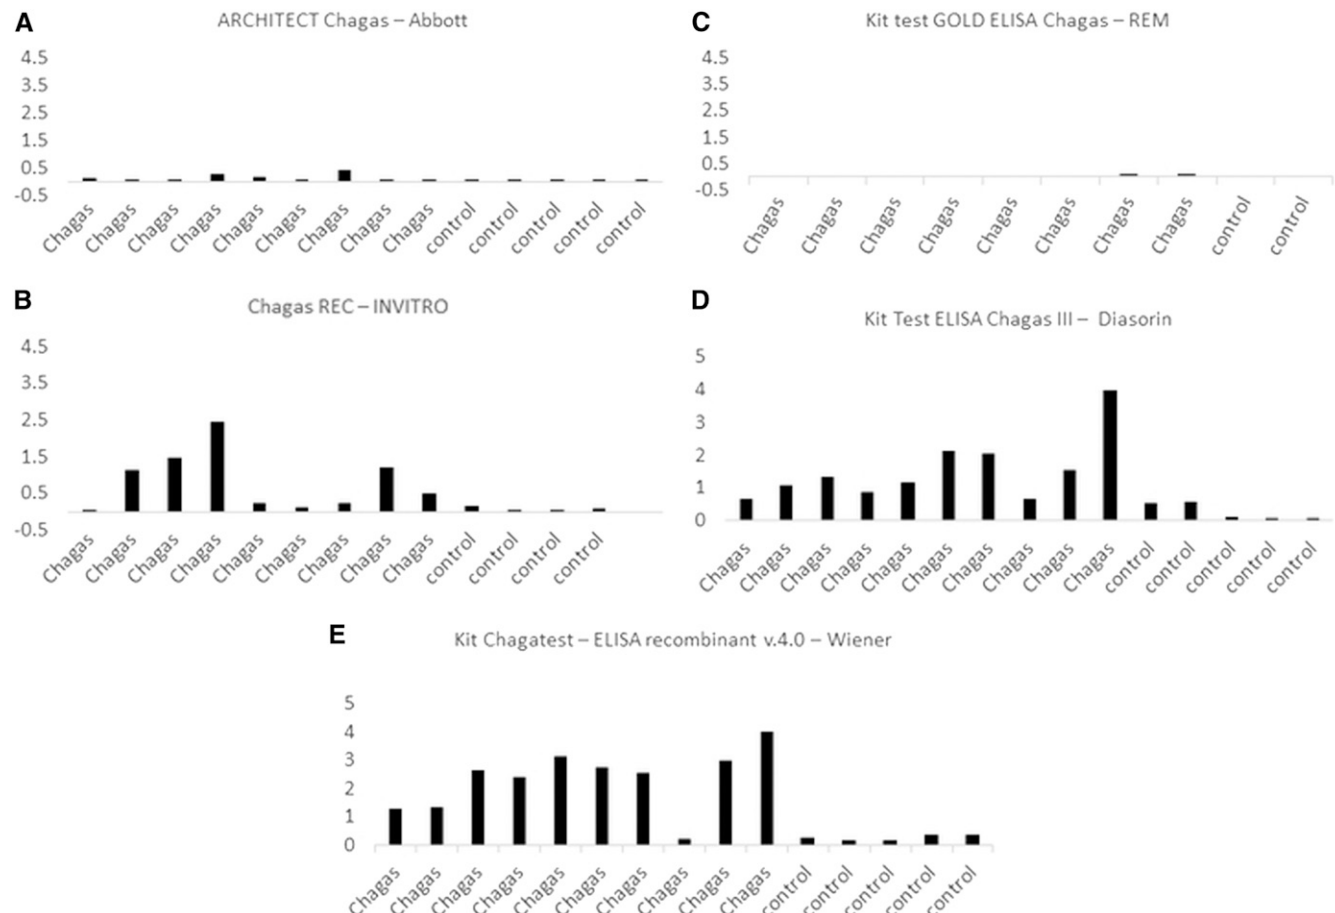 A
ARCHITECT Chagas – Abbott
4.5
3.5
2.5
1.5
0.5
-0.5
Chagas Chagas Chagas Chagas Chagas Chagas Chagas Chagas Chagas control control control control control
C
Kit test GOLD ELISA Chagas – REM
4.5
3.5
2.5
1.5
0.5
-0.5
Chagas Chagas Chagas Chagas Chagas Chagas Chagas Chagas control control
B
Chagas REC – INVITRO
4.5
3.5
2.5
1.5
0.5
-0.5
Chagas Chagas Chagas Chagas Chagas Chagas Chagas Chagas Chagas control control control control
D
Kit Test ELISA Chagas III – Diasorin
5
4
3
2
1
0
Chagas Chagas Chagas Chagas Chagas Chagas Chagas Chagas Chagas Chagas control control control control control
E
Kit Chagatest – ELISA recombinant v.4.0 – Wiener
5
4
3
2
1
0
Chagas Chagas Chagas Chagas Chagas Chagas Chagas Chagas Chagas Chagas control control control control control